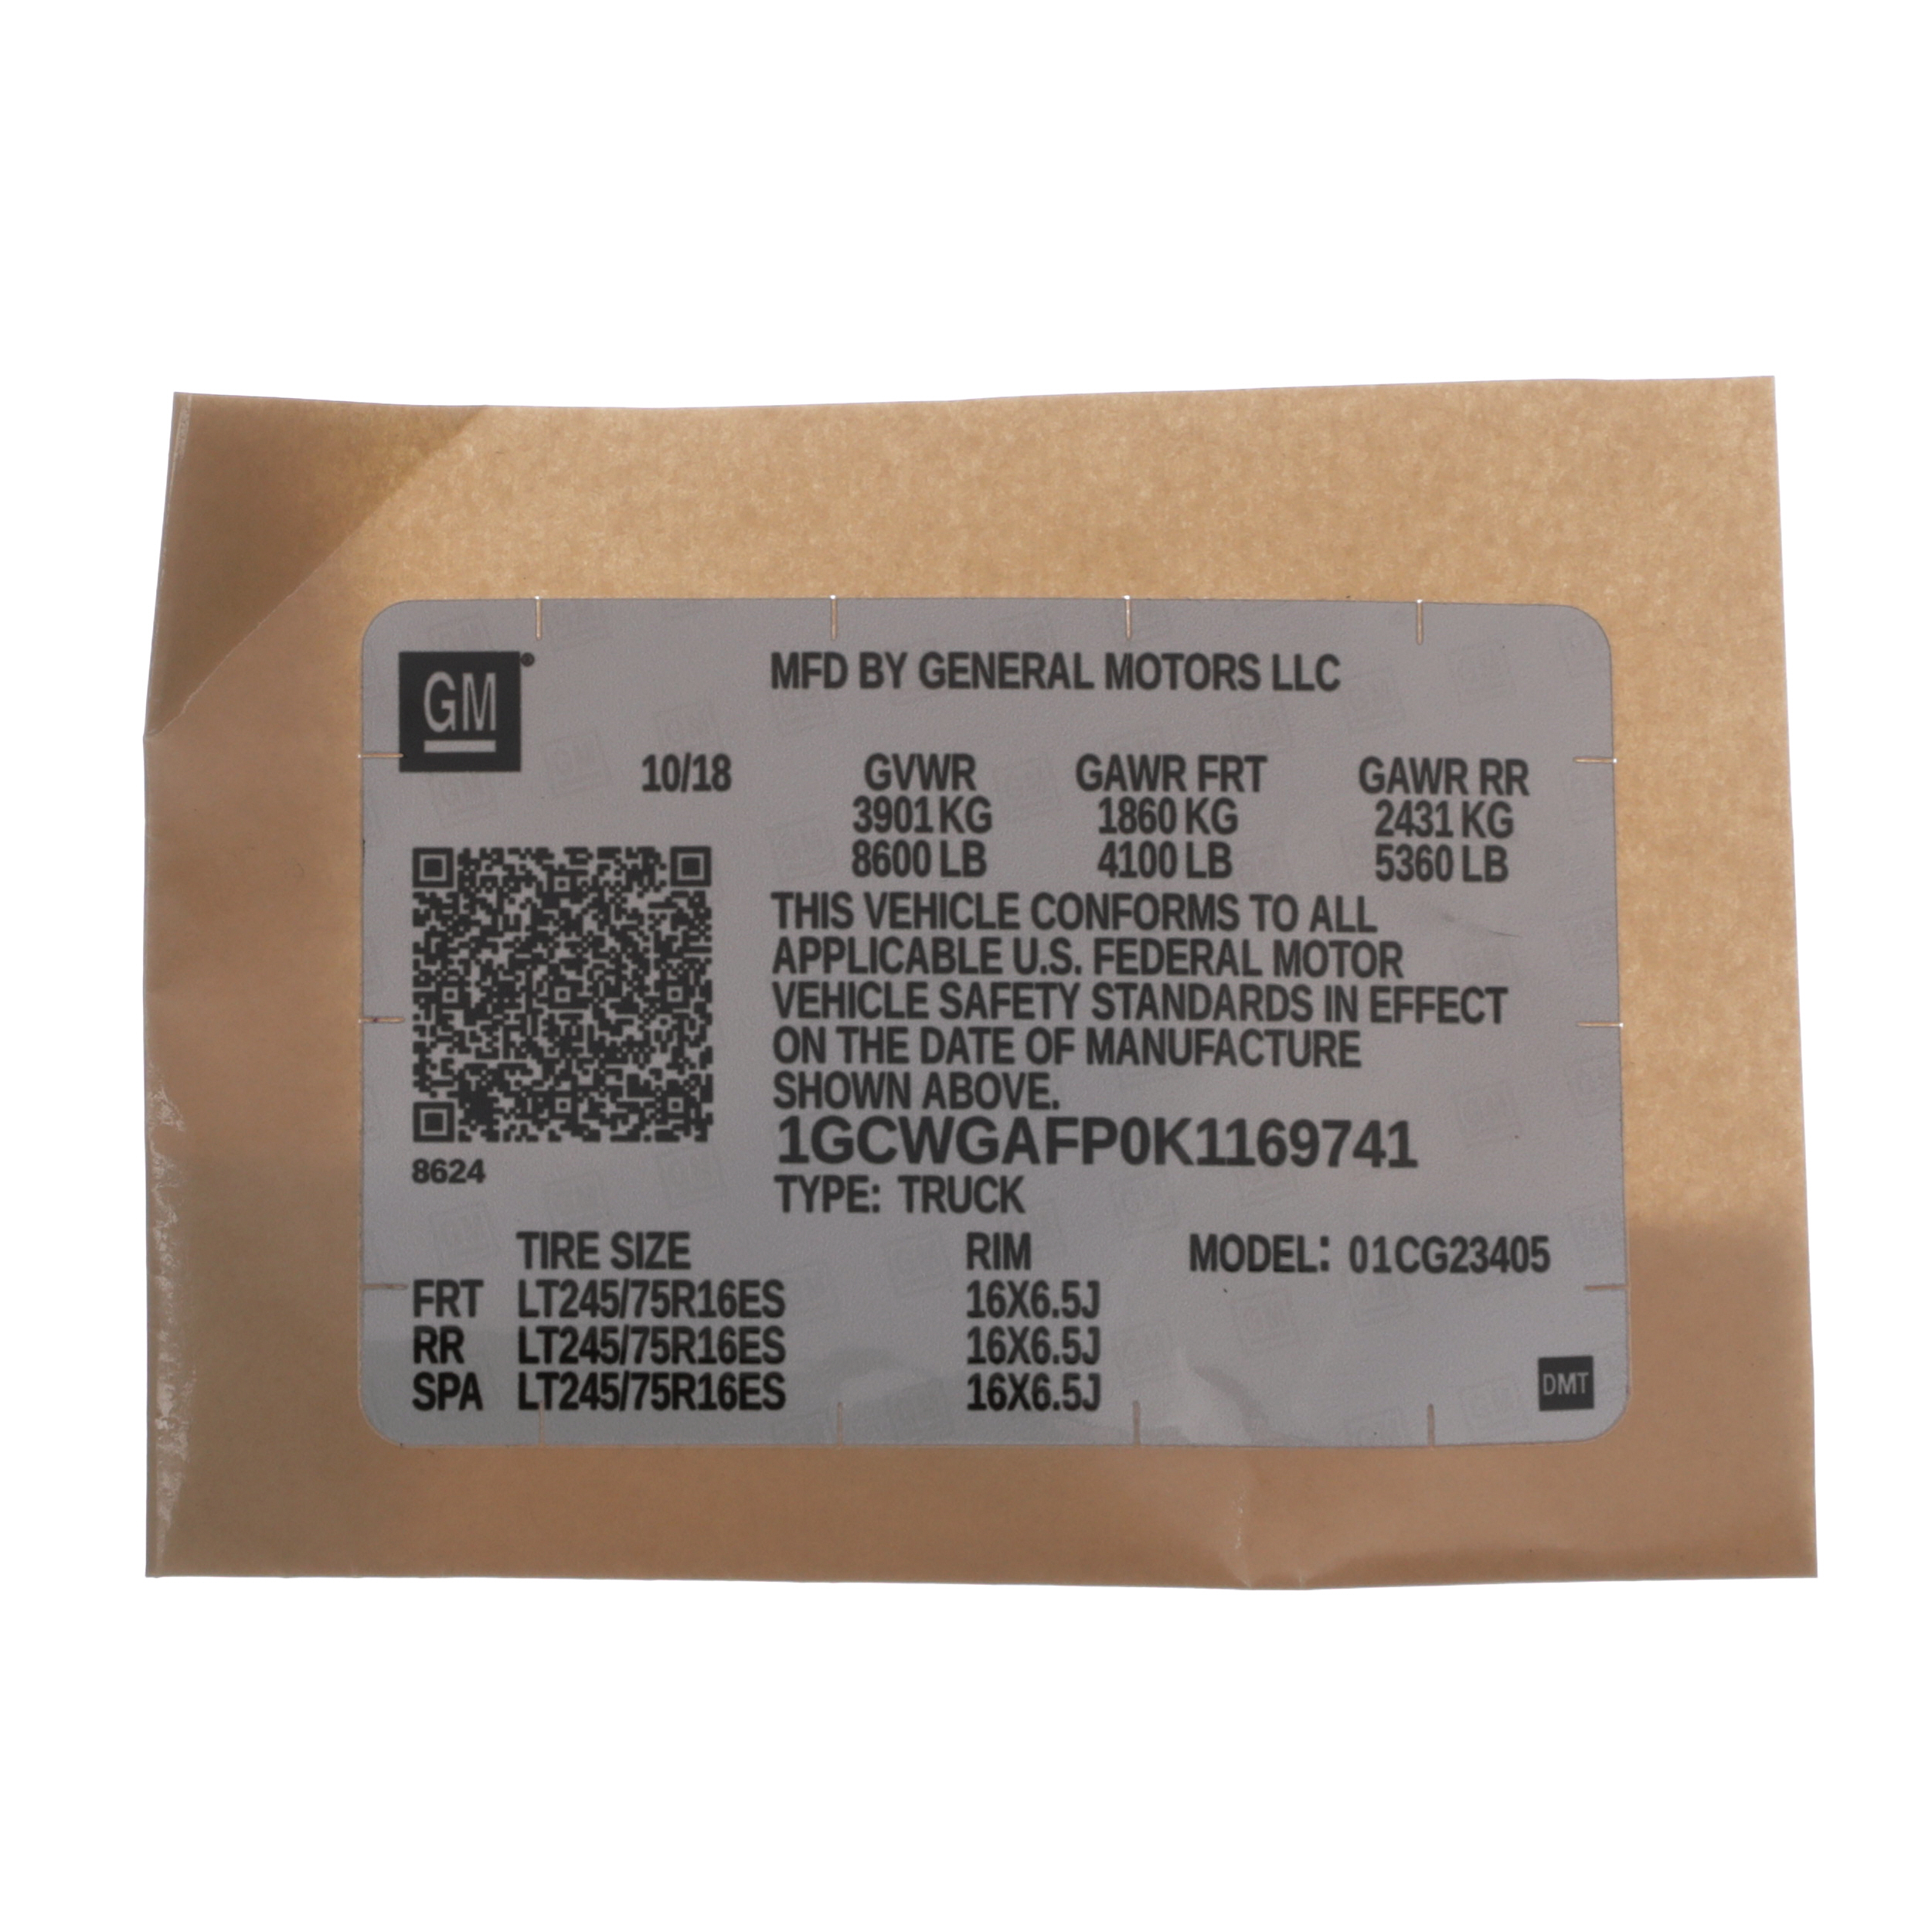 GM®
MFD BY GENERAL MOTORS LLC
10/18 GVWR GAWR FRT GAWR RR
3901 KG 1860 KG 2431 KG
8600 LB 4100 LB 5360 LB
THIS VEHICLE CONFORMS TO ALL
APPLICABLE U.S. FEDERAL MOTOR
VEHICLE SAFETY STANDARDS IN EFFECT
ON THE DATE OF MANUFACTURE
SHOWN ABOVE.
1GCWGAFP0K1169741
8624
TYPE: TRUCK
TIRE SIZE RIM MODEL: 01CG23405
FRT LT245/75R16ES 16X6.5J
RR LT245/75R16ES 16X6.5J
SPA LT245/75R16ES 16X6.5J
DMT